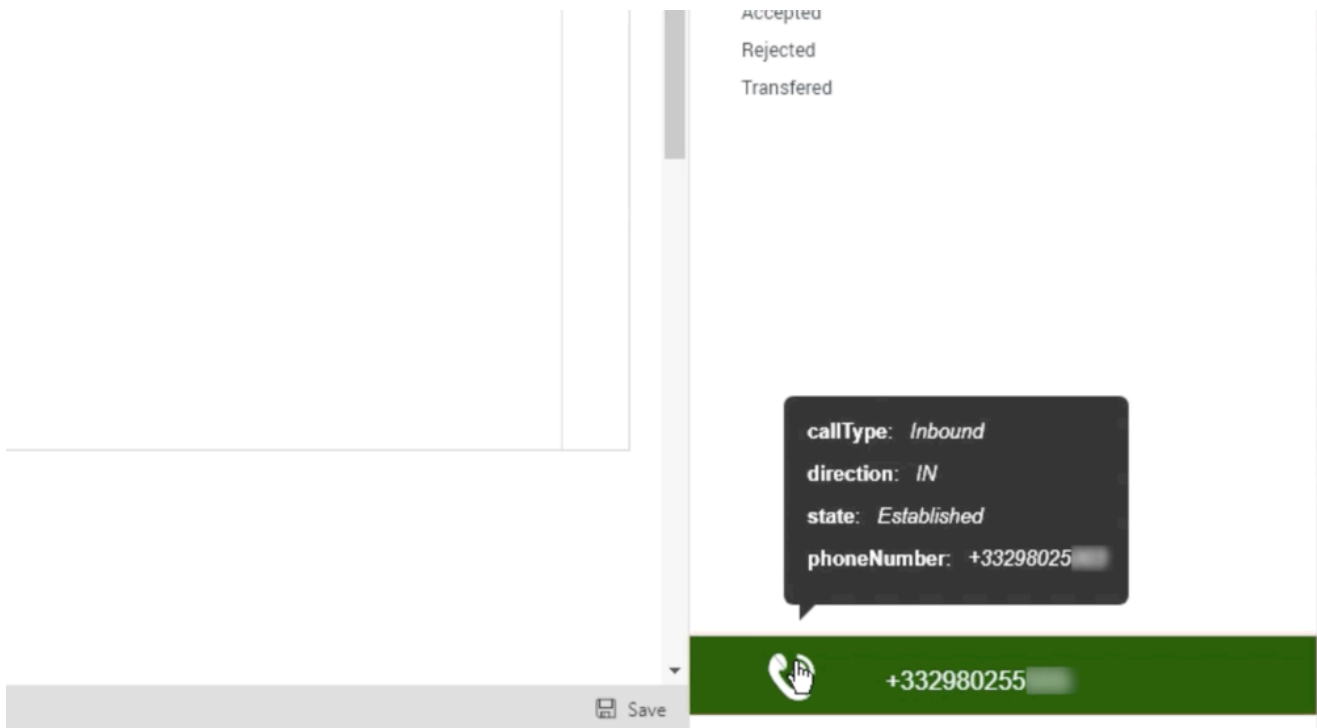 Accepted
Rejected
Transfered
callType: Inbound
direction: IN
state: Established
phoneNumber: +33298025
+332980255
Save